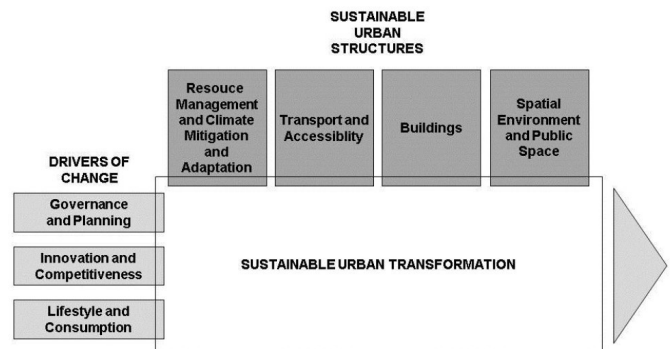 SUSTAINABLE
URBAN
STRUCTURES
Resouce
Management
and Climate
Mitigation
and
Adaptation
Transport and
Accessiblity
Buildings
Spatial
Environment
and Public
Space
DRIVERS OF
CHANGE
Governance
and Planning
Innovation and
Competitiveness
Lifestyle and
Consumption
SUSTAINABLE URBAN TRANSFORMATION